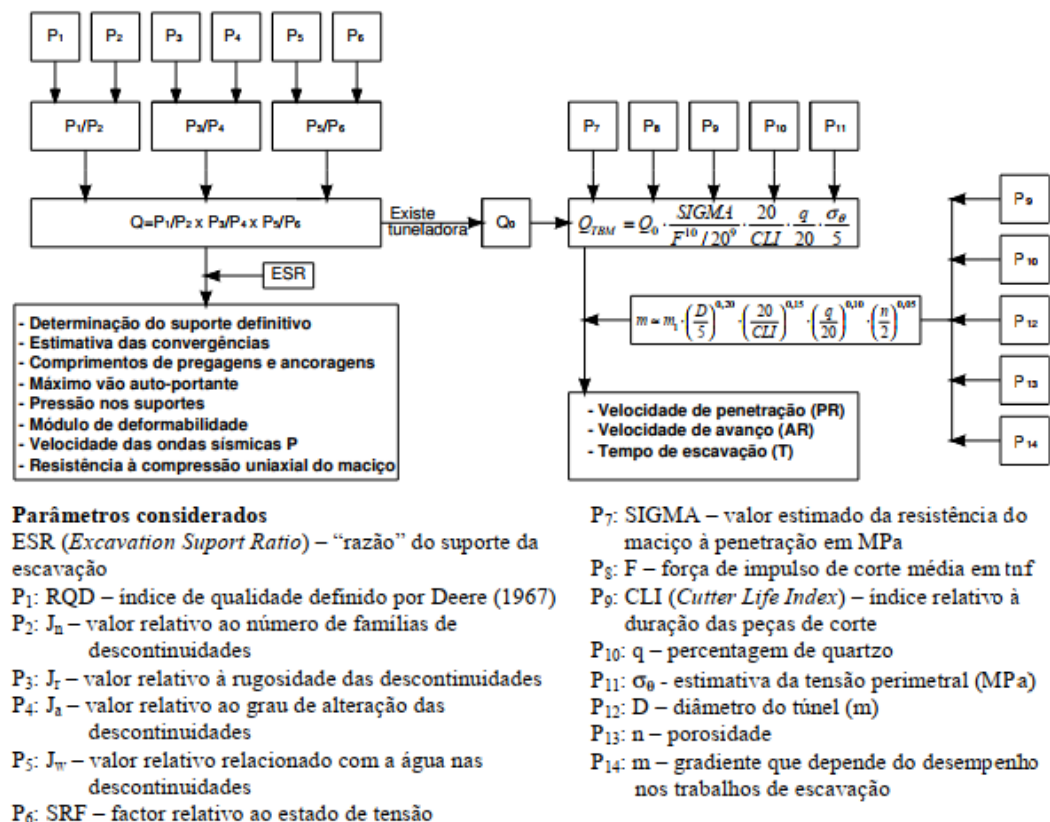 P₁ P₂ P₃ P₄ P₅ P₆
P₁/P₂ P₃/P₄ P₅/P₆
P₇ P₈ P₉ P₁₀ P₁₁
Q=P₁/P₂ x P₃/P₄ x P₅/P₆
Existe
tuneladora
Q₀
Q_TBM = Q₀ · SIGMA / (F¹⁰ / 20⁹) · 20/CLI · q/20 · σ_θ/5
ESR
- Determinação do suporte definitivo
- Estimativa das convergências
- Comprimentos de pregagens e ancoragens
- Máximo vão auto-portante
- Pressão nos suportes
- Módulo de deformabilidade
- Velocidade das ondas sísmicas P
- Resistência à compressão uniaxial do maciço
m ≈ m₁ · (D/5)^0,20 · (20/CLI)^0,15 · (q/20)^0,10 · (n/2)^0,05
P₉
P₁₀
P₁₂
P₁₃
P₁₄
- Velocidade de penetração (PR)
- Velocidade de avanço (AR)
- Tempo de escavação (T)
Parâmetros considerados
ESR (Excavation Suport Ratio) – “razão” do suporte da
escavação
P₁: RQD – índice de qualidade definido por Deere (1967)
P₂: Jₙ – valor relativo ao número de famílias de
descontinuidades
P₃: Jᵣ – valor relativo à rugosidade das descontinuidades
P₄: Jₐ – valor relativo ao grau de alteração das
descontinuidades
P₅: J_w – valor relativo relacionado com a água nas
descontinuidades
P₆: SRF – factor relativo ao estado de tensão
P₇: SIGMA – valor estimado da resistência do
maciço à penetração em MPa
P₈: F – força de impulso de corte média em tnf
P₉: CLI (Cutter Life Index) – índice relativo à
duração das peças de corte
P₁₀: q – percentagem de quartzo
P₁₁: σ_θ - estimativa da tensão perimetral (MPa)
P₁₂: D – diâmetro do túnel (m)
P₁₃: n – porosidade
P₁₄: m – gradiente que depende do desempenho
nos trabalhos de escavação